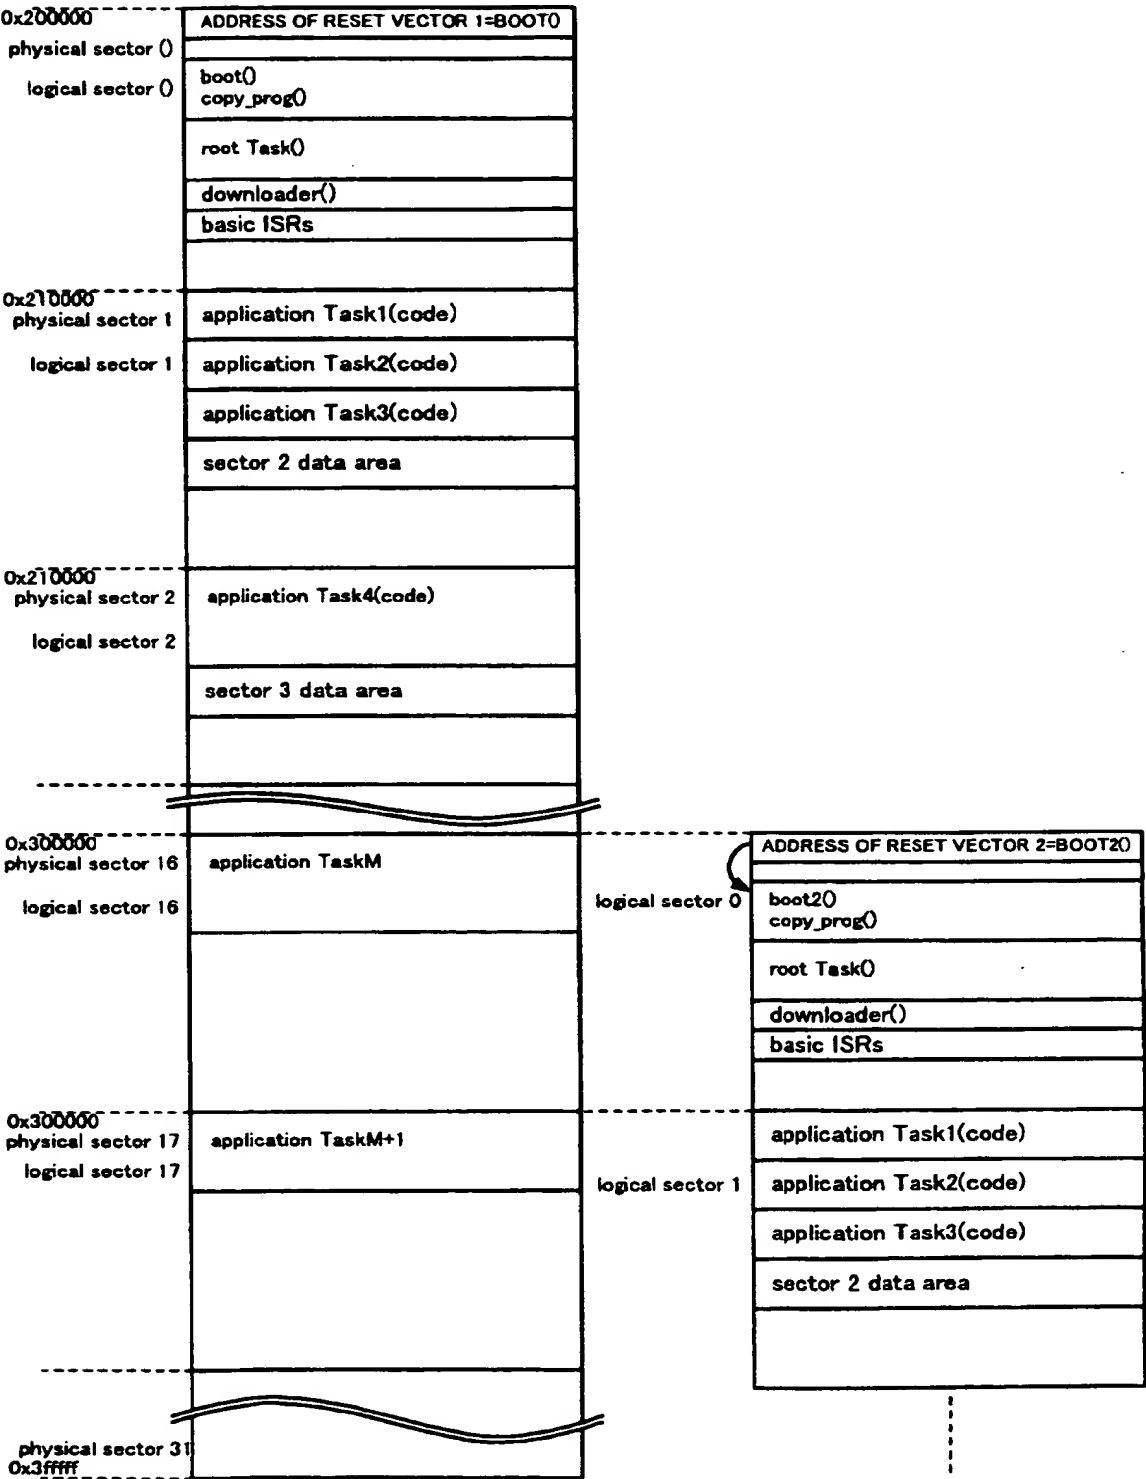 0x200000
ADDRESS OF RESET VECTOR 1=BOOT()
physical sector ()
logical sector ()
boot()
copy_prog()
root Task()
downloader()
basic ISRs
0x210000
physical sector 1
application Task1(code)
logical sector 1
application Task2(code)
application Task3(code)
sector 2 data area
0x210000
physical sector 2
application Task4(code)
logical sector 2
sector 3 data area
0x300000
physical sector 16
application TaskM
logical sector 16
ADDRESS OF RESET VECTOR 2=BOOT2()
logical sector 0
boot2()
copy_prog()
root Task()
downloader()
basic ISRs
0x300000
physical sector 17
application TaskM+1
logical sector 17
application Task1(code)
logical sector 1
application Task2(code)
application Task3(code)
sector 2 data area
physical sector 31
0x3fffff